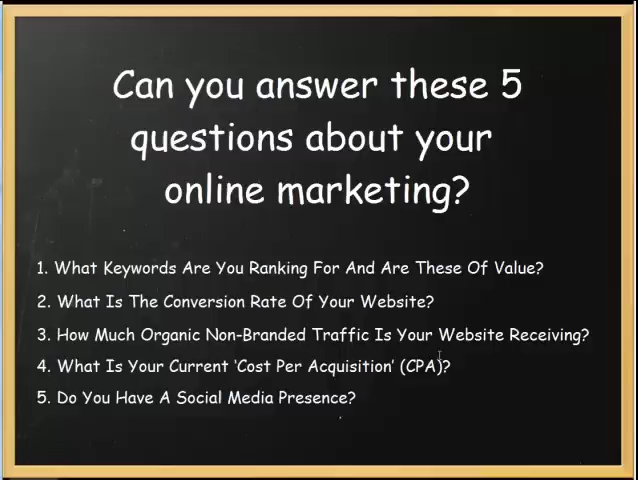 Can you answer these 5
questions about your
online marketing?
1. What Keywords Are You Ranking For And Are These Of Value?
2. What Is The Conversion Rate Of Your Website?
3. How Much Organic Non-Branded Traffic Is Your Website Receiving?
4. What Is Your Current ‘Cost Per Acquisition’ (CPA)?
5. Do You Have A Social Media Presence?